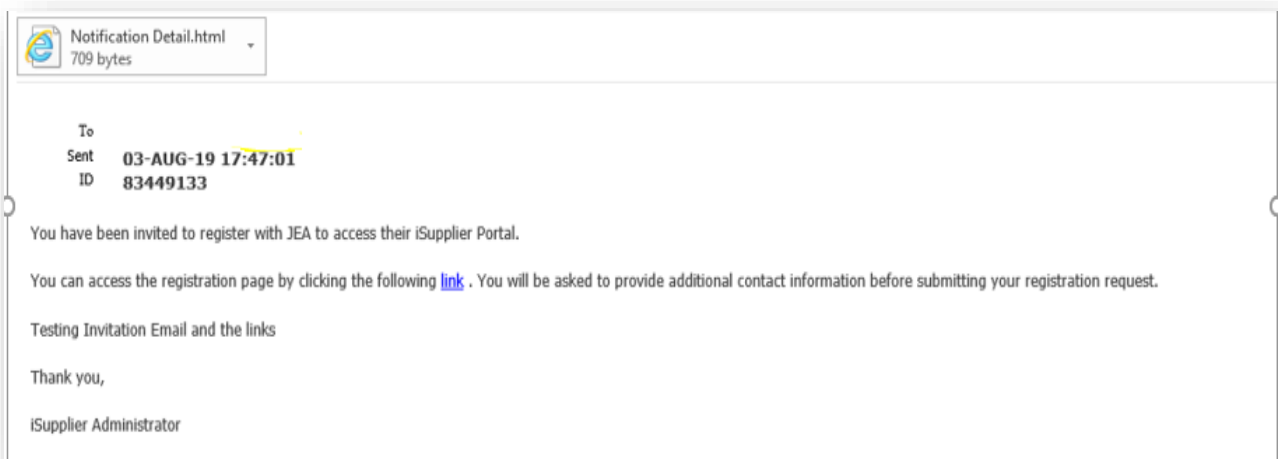 Notification Detail.html
709 bytes
To
Sent 03-AUG-19 17:47:01
ID 83449133
You have been invited to register with JEA to access their iSupplier Portal.
You can access the registration page by clicking the following link . You will be asked to provide additional contact information before submitting your registration request.
Testing Invitation Email and the links
Thank you,
iSupplier Administrator